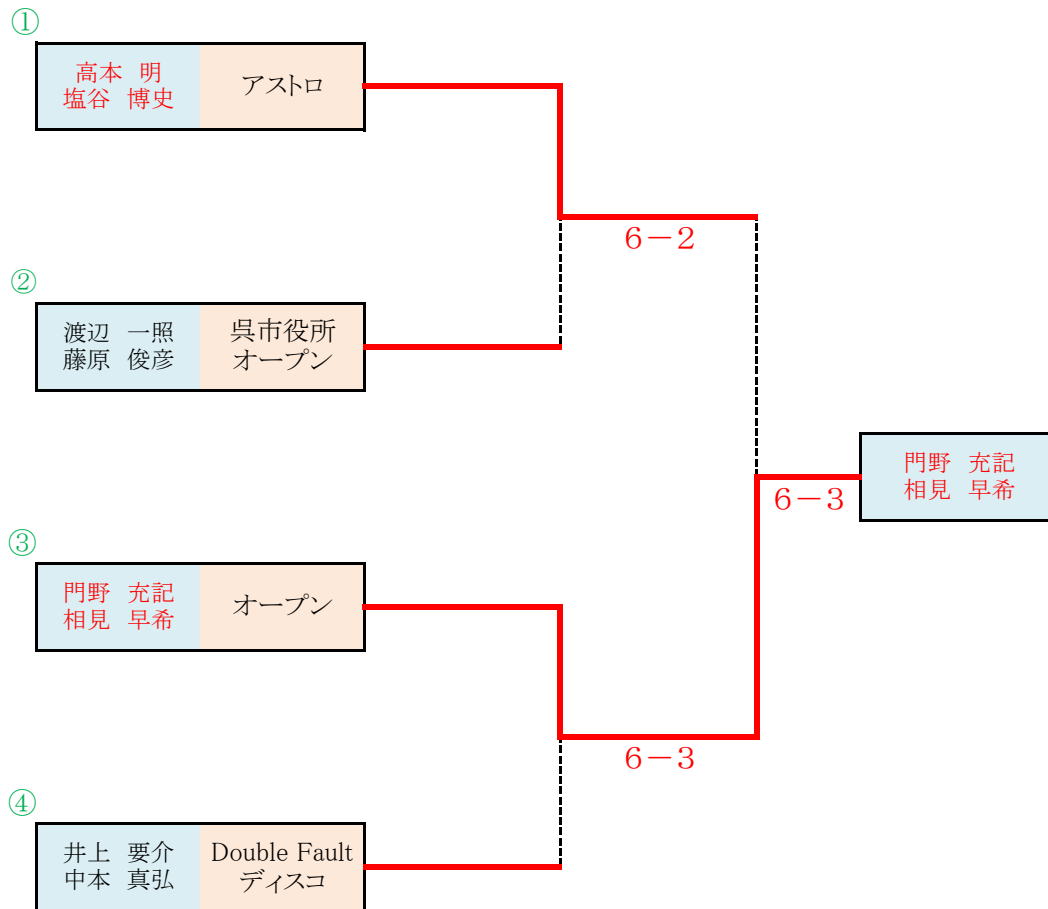 ①
高本　明
塩谷　博史
アストロ
6－2
②
渡辺　一照
藤原　俊彦
呉市役所
オープン
門野　充記
相見　早希
6－3
③
門野　充記
相見　早希
オープン
6－3
④
井上　要介
中本　真弘
Double Fault
ディスコ